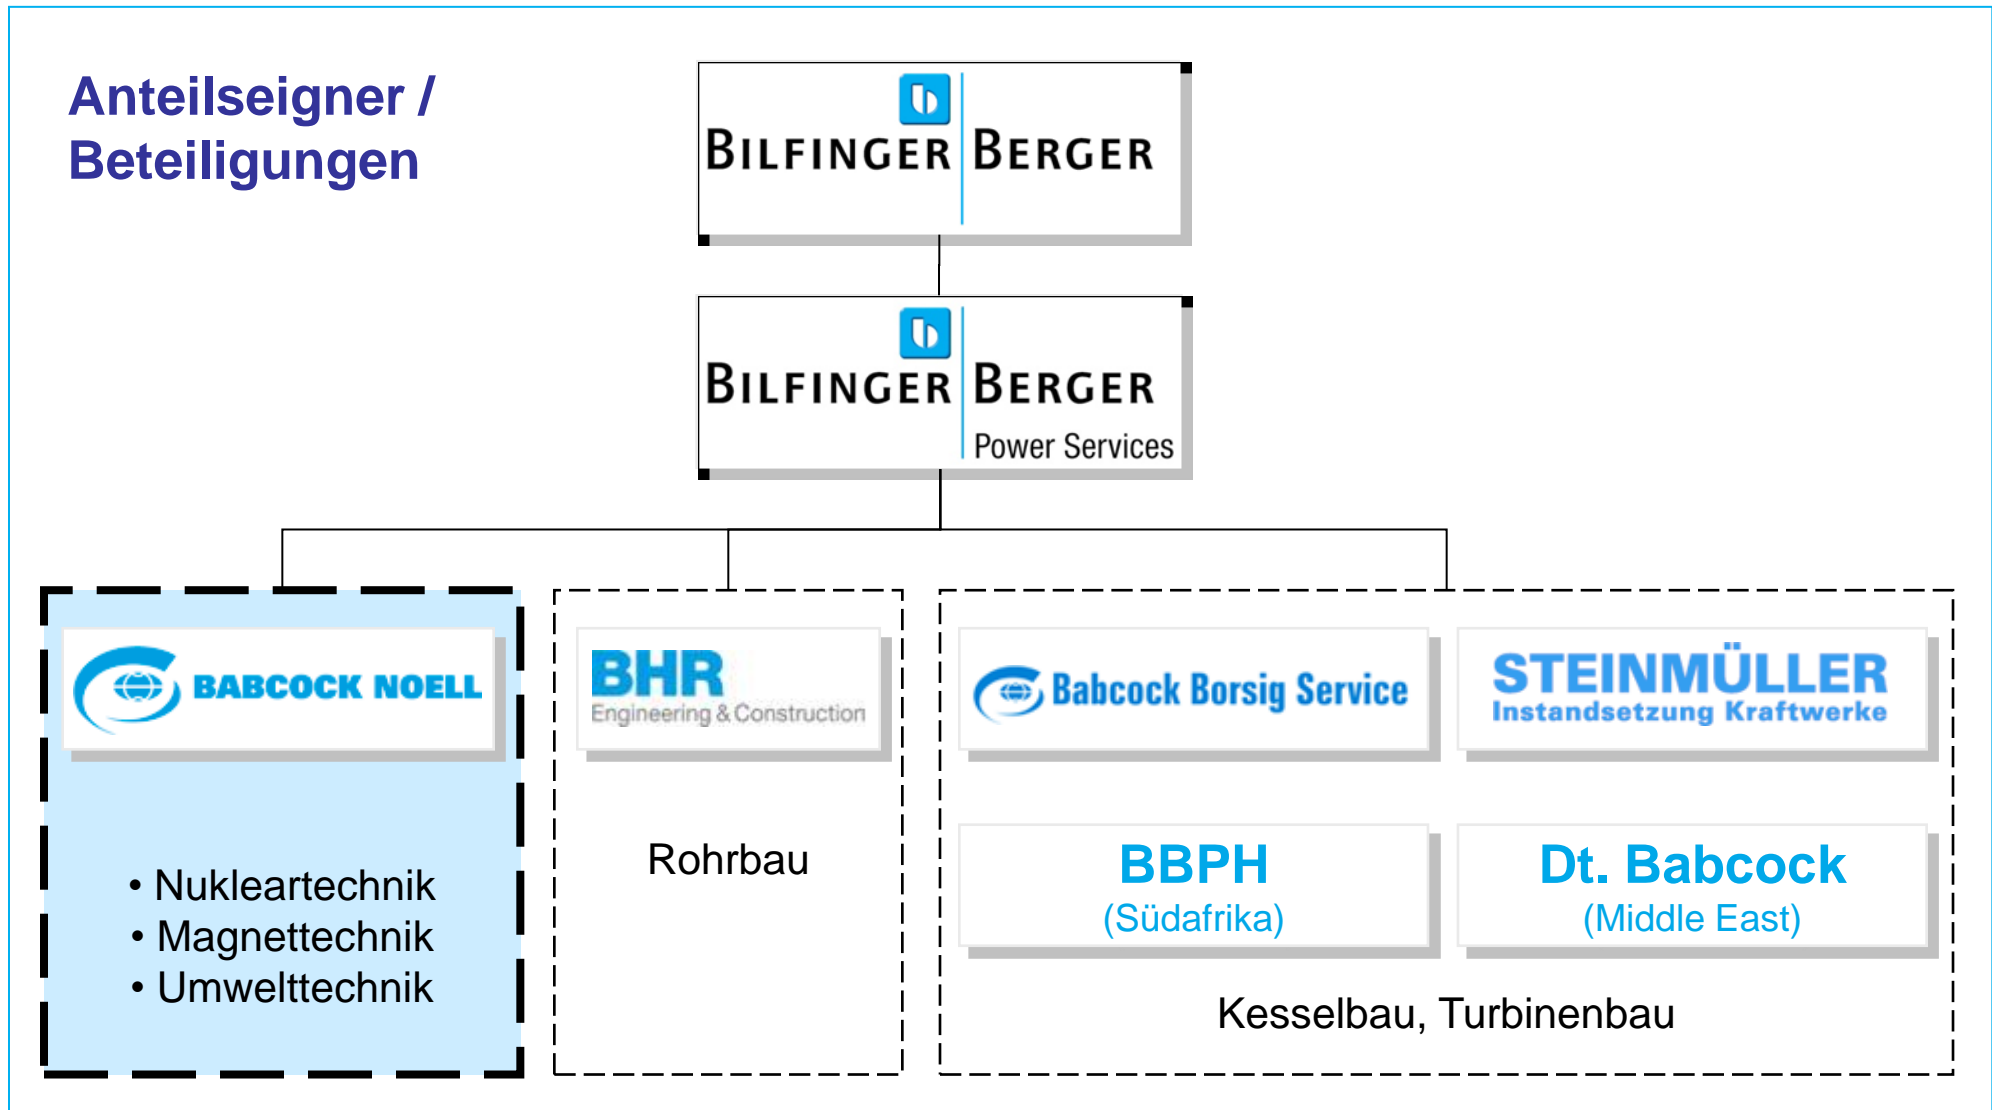 Anteilseigner /
Beteiligungen
BILFINGER BERGER
BILFINGER BERGER
Power Services
BABCOCK NOELL
• Nukleartechnik
• Magnettechnik
• Umwelttechnik
BHR
Engineering & Construction
Rohrbau
Babcock Borsig Service
STEINMÜLLER
Instandsetzung Kraftwerke
BBPH
(Südafrika)
Dt. Babcock
(Middle East)
Kesselbau, Turbinenbau